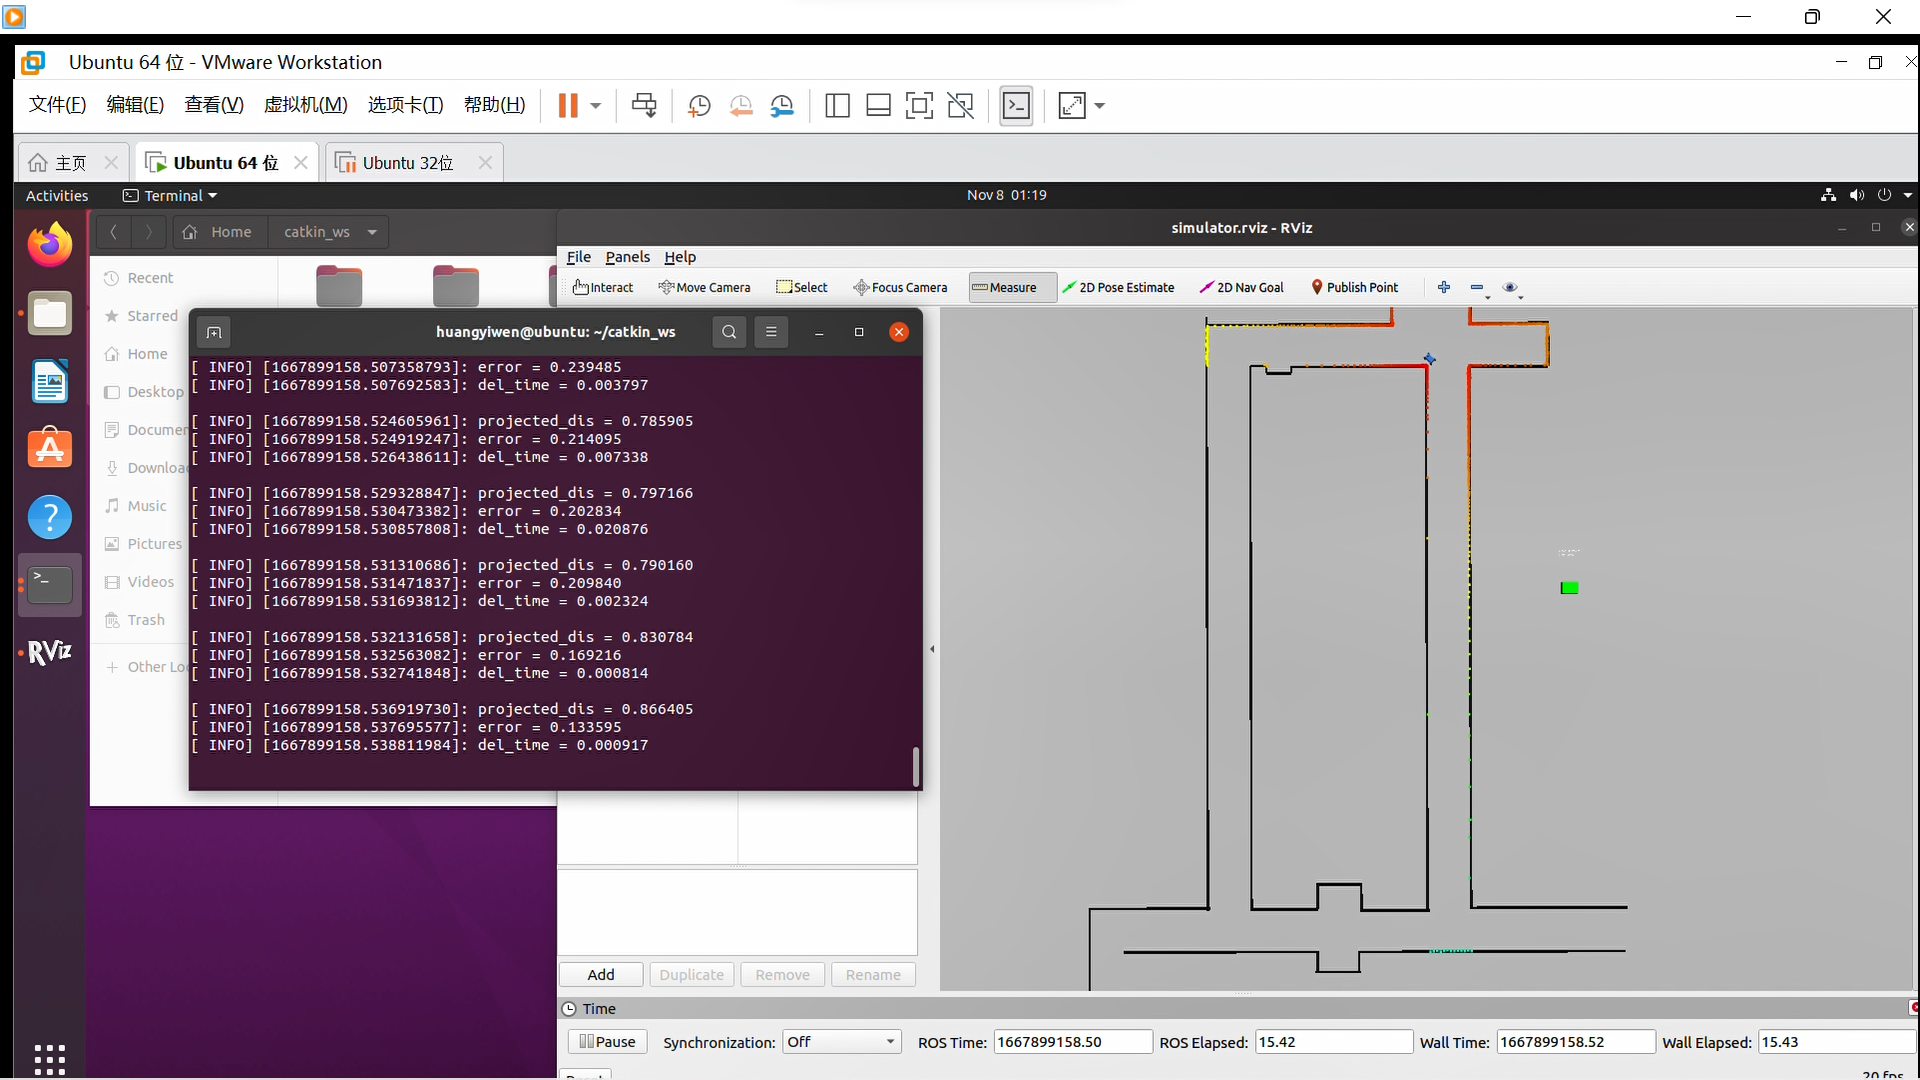 Ubuntu 64 位 - VMware Workstation
文件(F) 编辑(E) 查看(V) 虚拟机(M) 选项卡(T) 帮助(H)
主页 Ubuntu 64 位 Ubuntu 32位
Activities Terminal Nov 8 01:19
Home catkin_ws
simulator.rviz - RViz
File Panels Help
Interact Move Camera Select Focus Camera Measure 2D Pose Estimate 2D Nav Goal Publish Point
Recent
Starred
Home
Desktop
Documen
Downloa
Music
Pictures
Videos
Trash
Other Lo
RViz
huangyiwen@ubuntu: ~/catkin_ws
[ INFO] [1667899158.507358793]: error = 0.239485
[ INFO] [1667899158.507692583]: del_time = 0.003797
[ INFO] [1667899158.524605961]: projected_dis = 0.785905
[ INFO] [1667899158.524919247]: error = 0.214095
[ INFO] [1667899158.526438611]: del_time = 0.007338
[ INFO] [1667899158.529328847]: projected_dis = 0.797166
[ INFO] [1667899158.530473382]: error = 0.202834
[ INFO] [1667899158.530857808]: del_time = 0.020876
[ INFO] [1667899158.531310686]: projected_dis = 0.790160
[ INFO] [1667899158.531471837]: error = 0.209840
[ INFO] [1667899158.531693812]: del_time = 0.002324
[ INFO] [1667899158.532131658]: projected_dis = 0.830784
[ INFO] [1667899158.532563082]: error = 0.169216
[ INFO] [1667899158.532741848]: del_time = 0.000814
[ INFO] [1667899158.536919730]: projected_dis = 0.866405
[ INFO] [1667899158.537695577]: error = 0.133595
[ INFO] [1667899158.538811984]: del_time = 0.000917
Add Duplicate Remove Rename
Time
Pause Synchronization: Off ROS Time: 1667899158.50 ROS Elapsed: 15.42 Wall Time: 1667899158.52 Wall Elapsed: 15.43
20 fps